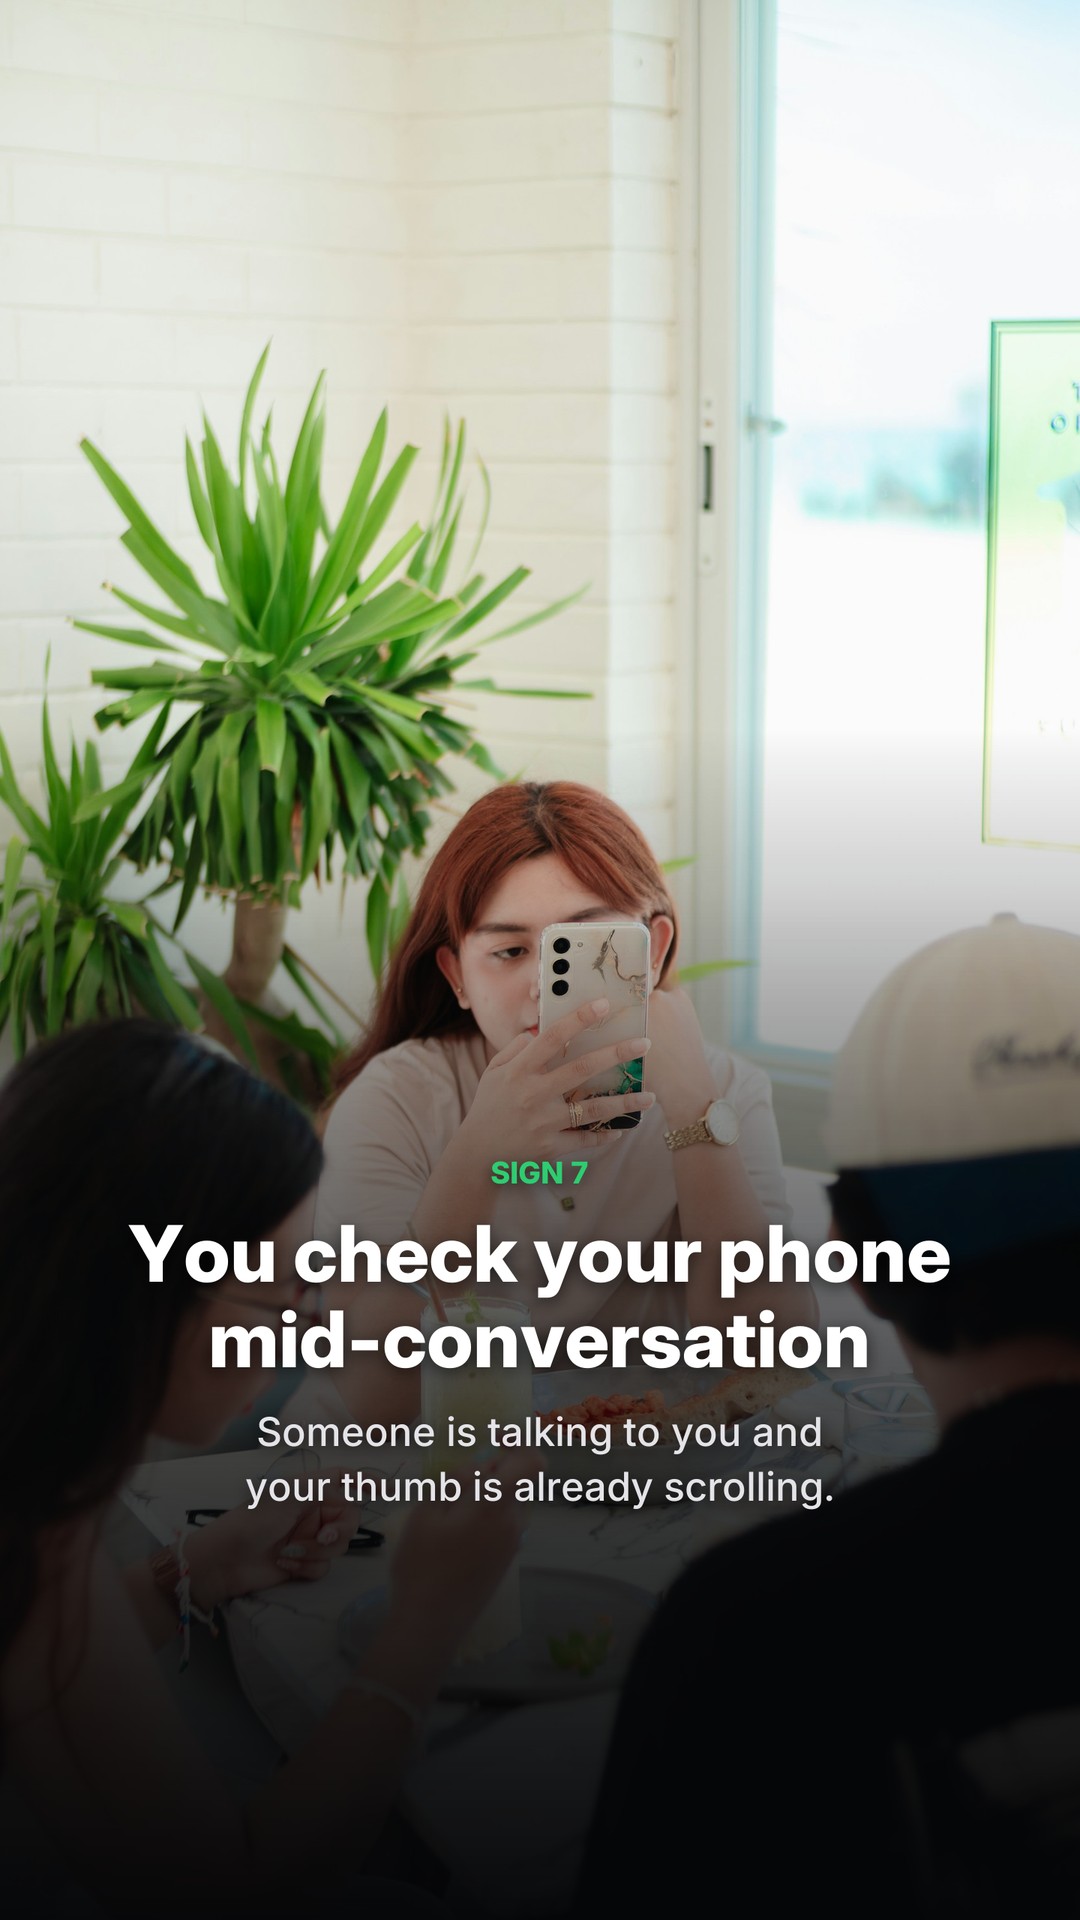 SIGN 7
You check your phone
mid-conversation
Someone is talking to you and
your thumb is already scrolling.